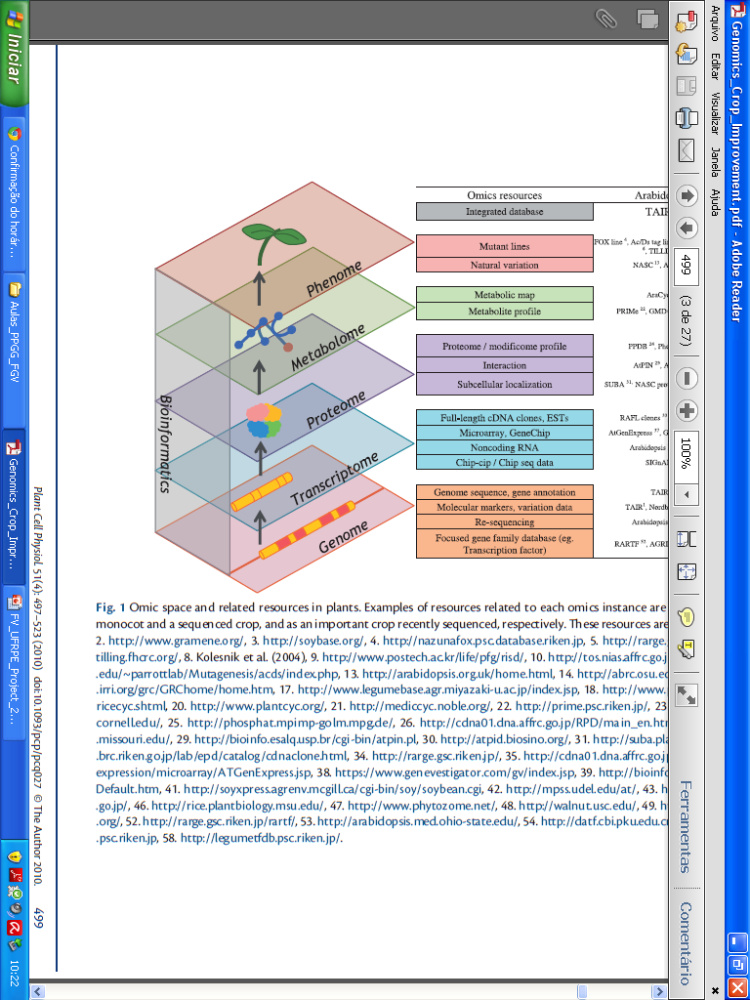 Genomics_Crop_Improvement.pdf - Adobe Reader
Arquivo Editar Visualizar Janela Ajuda
499 (3 de 27) 100% Ferramentas Comentário
Omics resources
Integrated database
TAIR
Mutant lines
Natural variation
Metabolic map
Metabolite profile
Proteome / modificome profile
Interaction
Subcellular localization
Full-length cDNA clones, ESTs
Microarray, GeneChip
Noncoding RNA
Chip-cip / Chip seq data
Genome sequence, gene annotation
Molecular markers, variation data
Re-sequencing
Focused gene family database (eg.
Transcription factor)
FOX line 4, Ac/Ds tag
NASC 13, A
PRIMe 22, GMD
PPDB 24, Ph
AtPIN 29, A
SUBA 31, NASC pro
RAFL clones 33
AtGenExpress 37, G
Arabidopsis
SIGnA
TAIR
TAIR1, Nordb
Arabidopsis
RARTF 52, AGRI
Phenome
Metabolome
Proteome
Transcriptome
Genome
Bioinformatics
Fig. 1 Omic space and related resources in plants. Examples of resources related to each omics instance are
monocot and a sequenced crop, and as an important crop recently sequenced, respectively. These resources are
2. http://www.gramene.org/, 3. http://soybase.org/, 4. http://nazunafox.psc.database.riken.jp, 5. http://rarge.
tilling.fhcrc.org/, 8. Kolesnik et al. (2004), 9. http://www.postech.ac.kr/life/pfg/risd/, 10. http://tos.nias.affrc.go.j
.edu/~parrottlab/Mutagenesis/acds/index.php, 13. http://arabidopsis.org.uk/home.html, 14. http://abrc.osu.ed
.irri.org/grc/GRChome/home.htm, 17. http://www.legumebase.agr.miyazaki-u.ac.jp/index.jsp, 18. http://www.
ricecyc.shtml, 20. http://www.plantcyc.org/, 21. http://mediccyc.noble.org/, 22. http://prime.psc.riken.jp/, 23
cornell.edu/, 25. http://phosphat.mpimp-golm.mpg.de/, 26. http://cdna01.dna.affrc.go.jp/RPD/main_en.ht
.missouri.edu/, 29. http://bioinfo.esalq.usp.br/cgi-bin/atpin.pl, 30. http://atpid.biosino.org/, 31. http://suba.pla
.brc.riken.go.jp/lab/epd/catalog/cdnaclone.html, 34. http://rarge.gsc.riken.jp/, 35. http://cdna01.dna.affrc.go.j
expression/microarray/ATGenExpress.jsp, 38. https://www.genevestigator.com/gv/index.jsp, 39. http://bioinfo
Default.htm, 41. http://soyxpress.agrenv.mcgill.ca/cgi-bin/soy/soybean.cgi, 42. http://mpss.udel.edu/at/, 43. h
.go.jp/, 46. http://rice.plantbiology.msu.edu/, 47. http://www.phytozome.net/, 48. http://walnut.usc.edu/, 49. h
.org/, 52. http://rarge.gsc.riken.jp/rartf/, 53. http://arabidopsis.med.ohio-state.edu/, 54. http://datf.cbi.pku.edu.c
.psc.riken.jp, 58. http://legumetfdb.psc.riken.jp/.
Plant Cell Physiol. 51(4): 497–523 (2010) doi:10.1093/pcp/pcq027 © The Author 2010. 499
Iniciar
Confirmação do horár...
Aulas_PPGG_FGV
Genomics_Crop_Impr...
FV_UFRPE_Project_2...
10:22